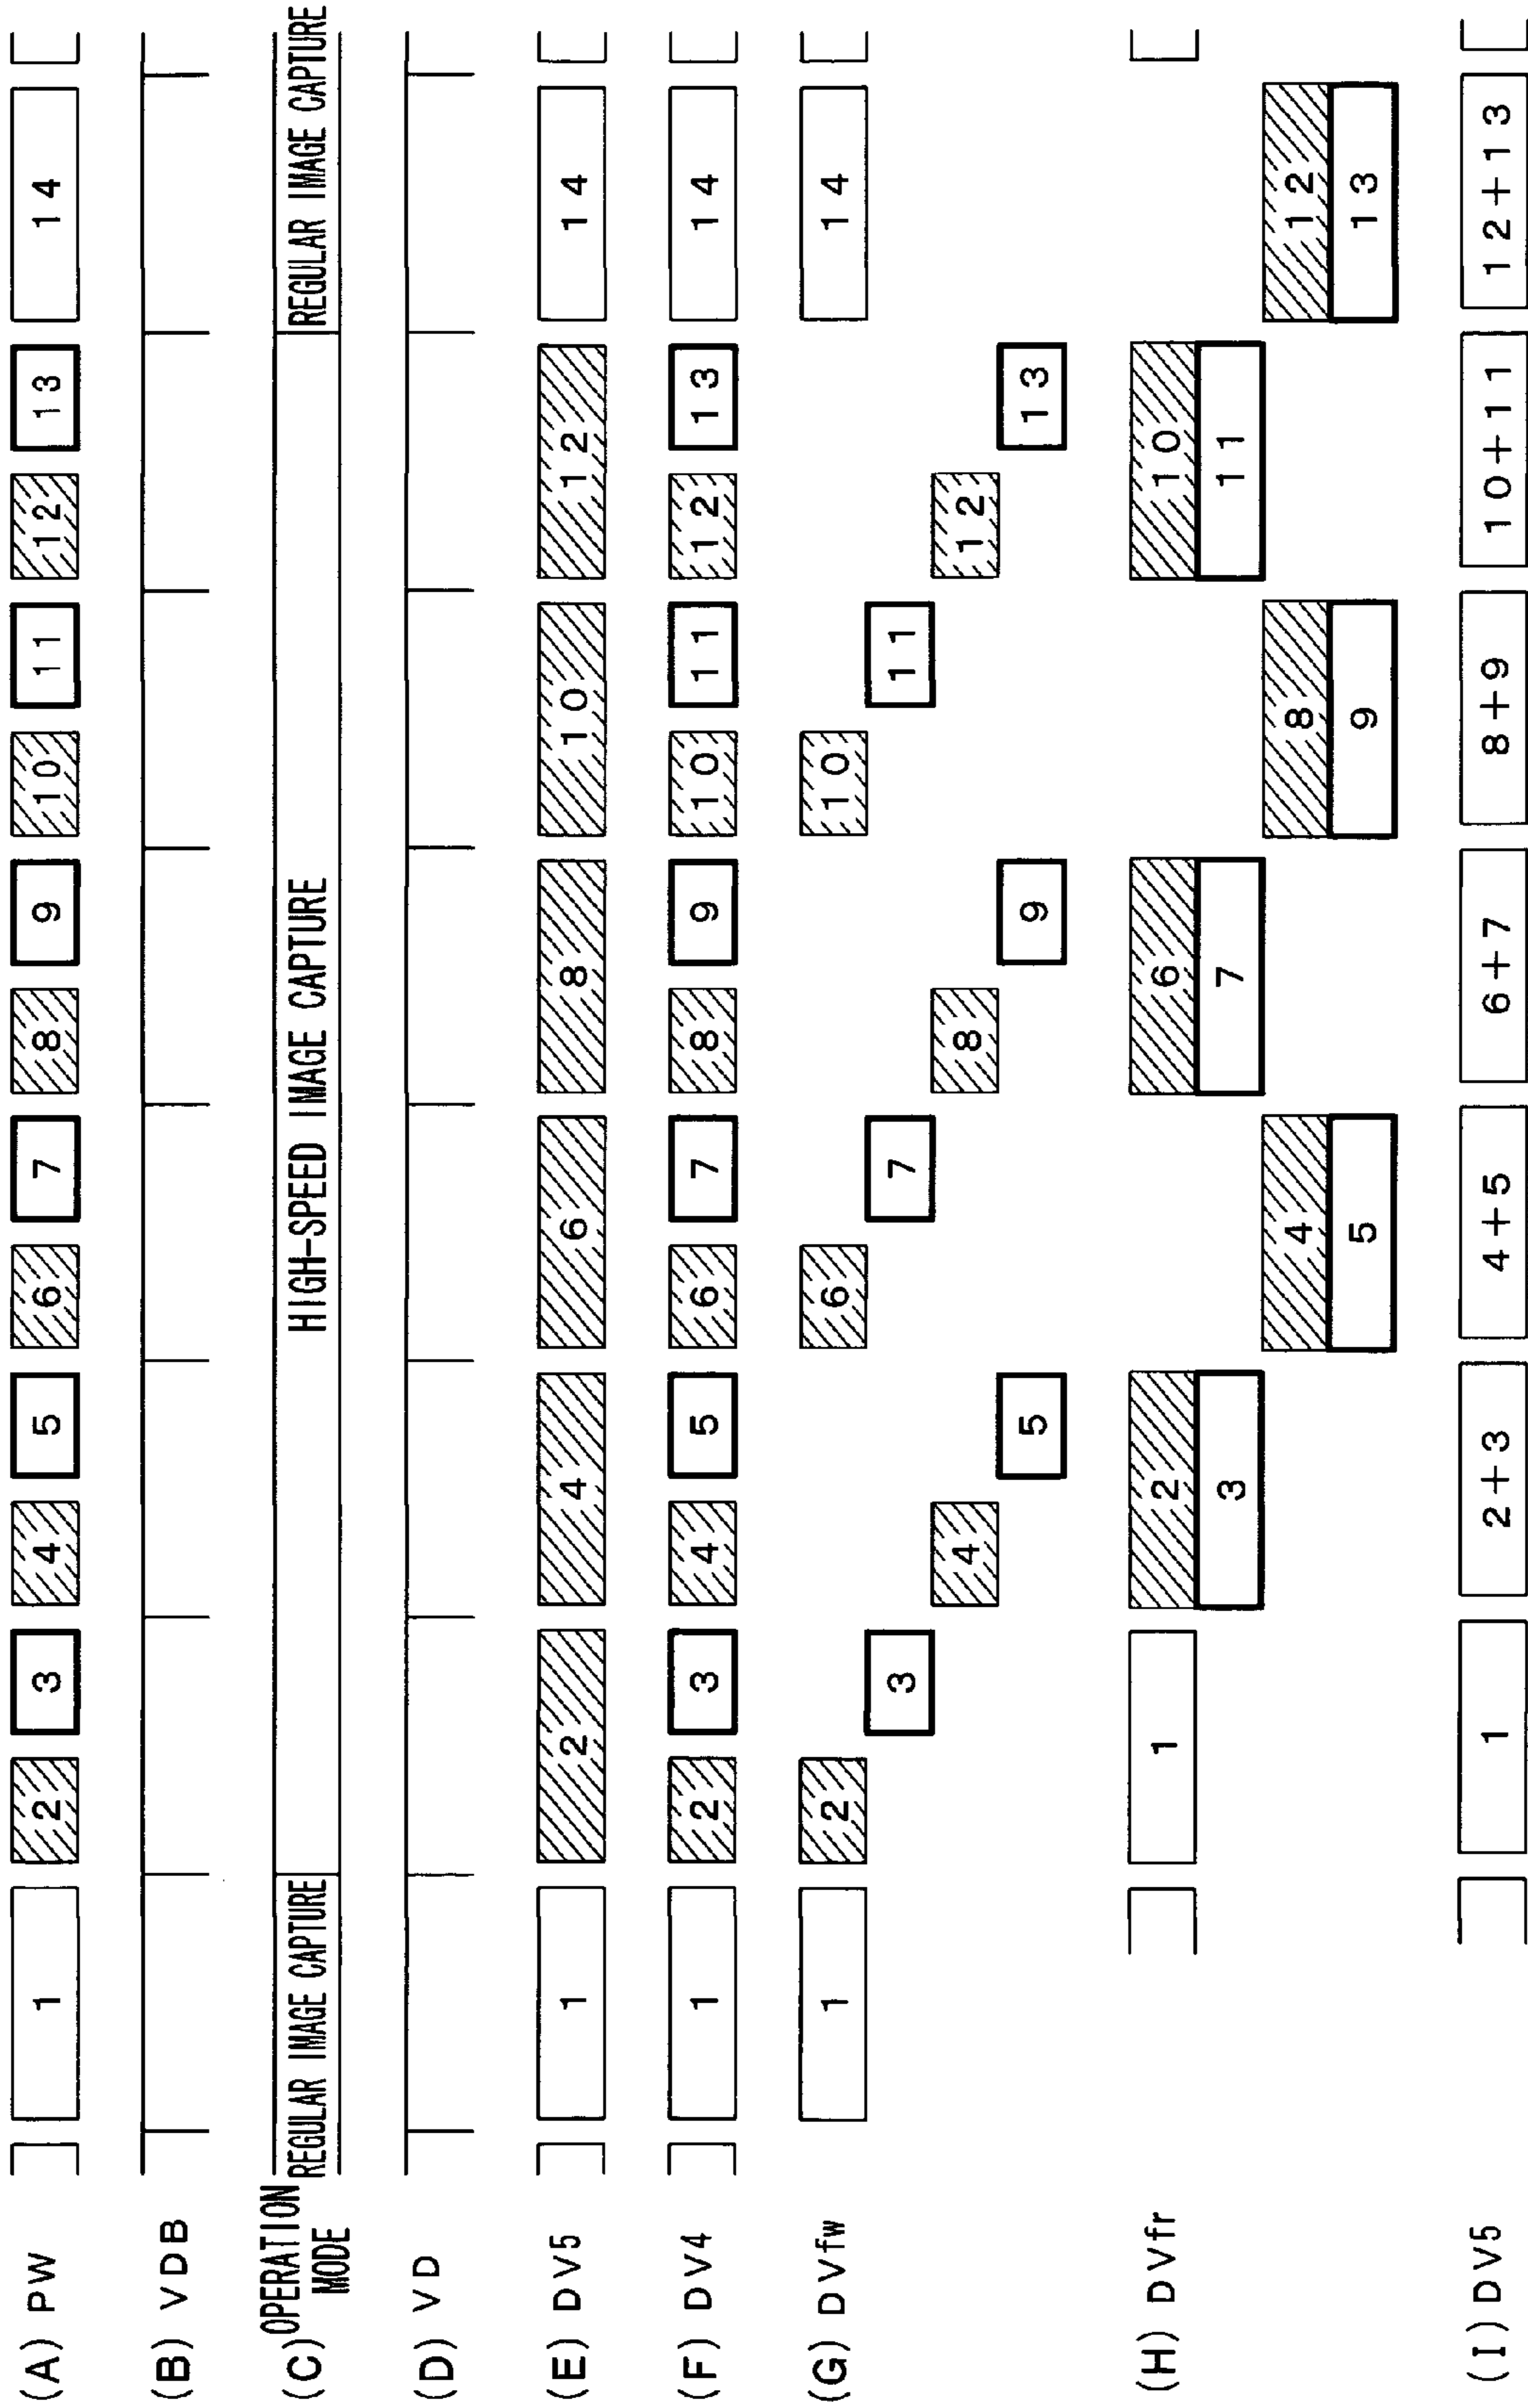 (A) PW 1 2 3 4 5 6 7 8 9 10 11 12 13 14
(B) VDB
(C) OPERATION MODE REGULAR IMAGE CAPTURE HIGH-SPEED IMAGE CAPTURE REGULAR IMAGE CAPTURE
(D) VD
(E) DV5 1 2 4 6 8 10 12 14
(F) DV4 1 2 3 4 5 6 7 8 9 10 11 12 13 14
(G) DVfw 1 2 6 10 14
3 7 11
4 8 12
5 9 13
(H) DVfr 1 2 6 10
3 7 11
4 8 12
5 9 13
(I) DV5 1 2+3 4+5 6+7 8+9 10+11 12+13